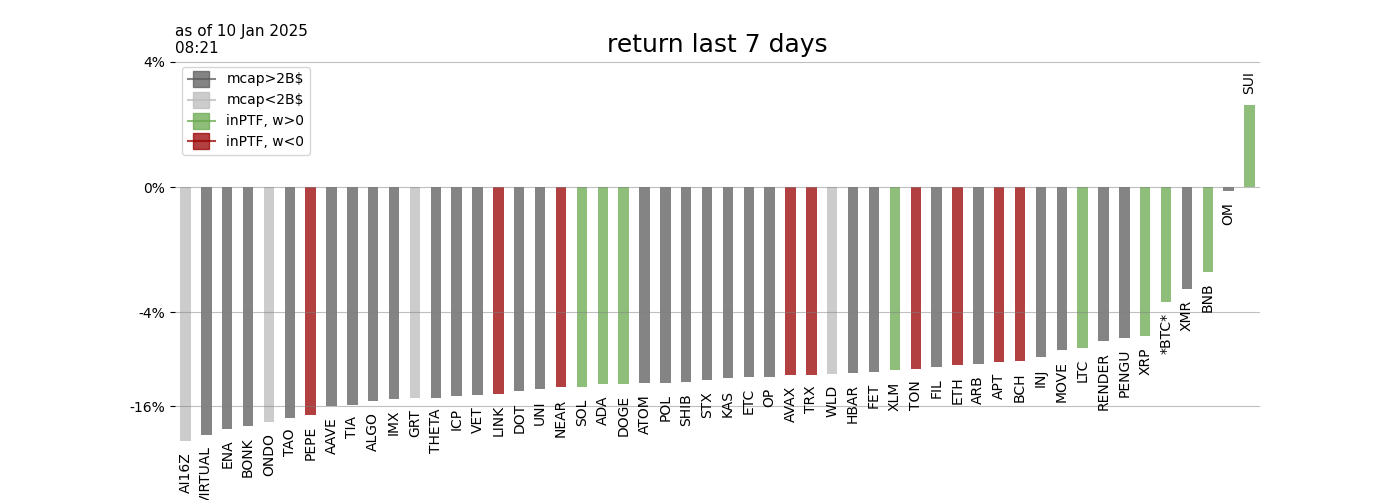 as of 10 Jan 2025
08:21
return last 7 days
4%
0%
-4%
-16%
mcap>2B$
mcap<2B$
inPTF, w>0
inPTF, w<0
AI16Z
VIRTUAL
ENA
BONK
ONDO
TAO
PEPE
AAVE
TIA
ALGO
IMX
GRT
THETA
ICP
VET
LINK
DOT
UNI
NEAR
SOL
ADA
DOGE
ATOM
POL
SHIB
STX
KAS
ETC
OP
AVAX
TRX
WLD
HBAR
FET
XLM
TON
FIL
ETH
ARB
APT
BCH
INJ
MOVE
LTC
RENDER
PENGU
XRP
*BTC*
XMR
BNB
OM
SUI